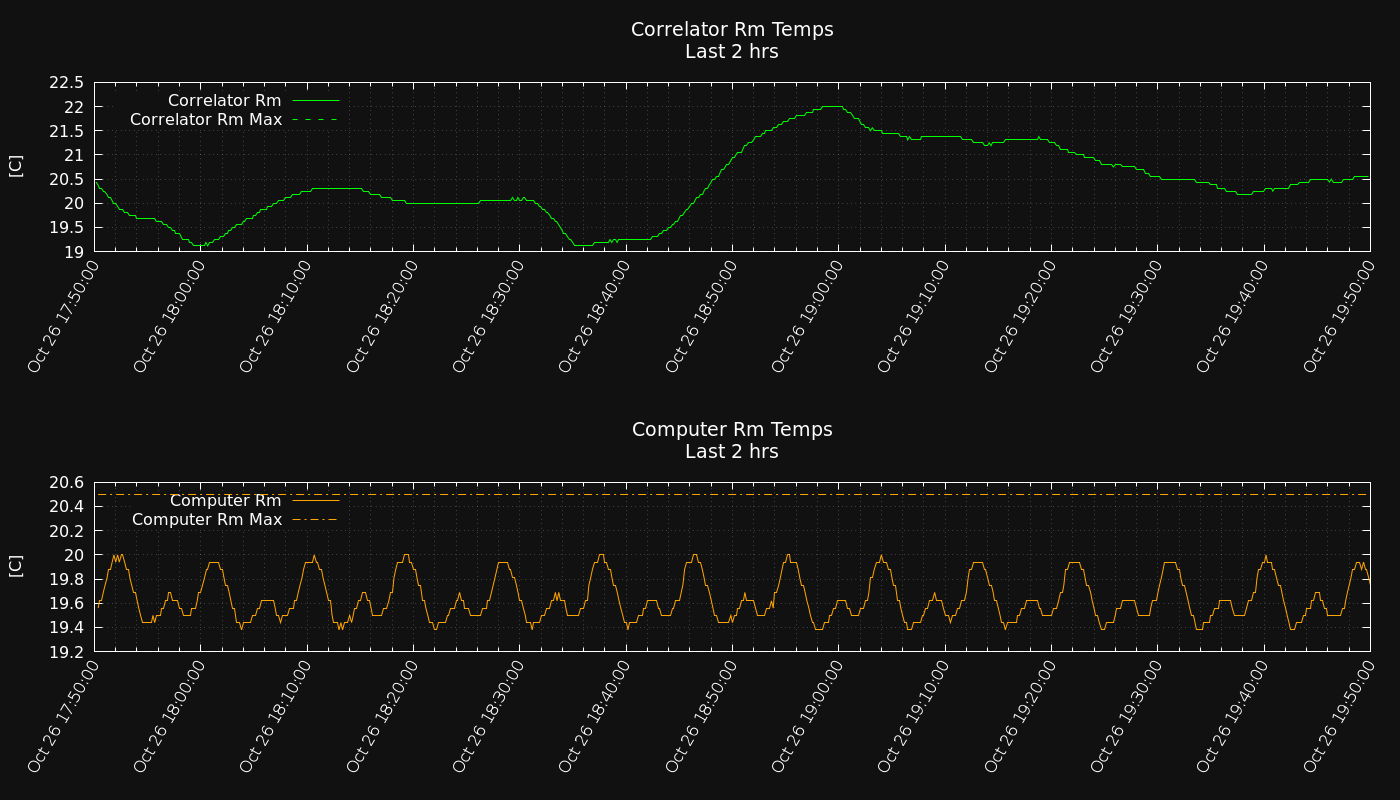 Correlator Rm Temps
Last 2 hrs
[C]
22.5
22
21.5
21
20.5
20
19.5
19
Correlator Rm
Correlator Rm Max
Oct 26 17:50:00
Oct 26 18:00:00
Oct 26 18:10:00
Oct 26 18:20:00
Oct 26 18:30:00
Oct 26 18:40:00
Oct 26 18:50:00
Oct 26 19:00:00
Oct 26 19:10:00
Oct 26 19:20:00
Oct 26 19:30:00
Oct 26 19:40:00
Oct 26 19:50:00
Computer Rm Temps
Last 2 hrs
[C]
20.6
20.4
20.2
20
19.8
19.6
19.4
19.2
Computer Rm
Computer Rm Max
Oct 26 17:50:00
Oct 26 18:00:00
Oct 26 18:10:00
Oct 26 18:20:00
Oct 26 18:30:00
Oct 26 18:40:00
Oct 26 18:50:00
Oct 26 19:00:00
Oct 26 19:10:00
Oct 26 19:20:00
Oct 26 19:30:00
Oct 26 19:40:00
Oct 26 19:50:00